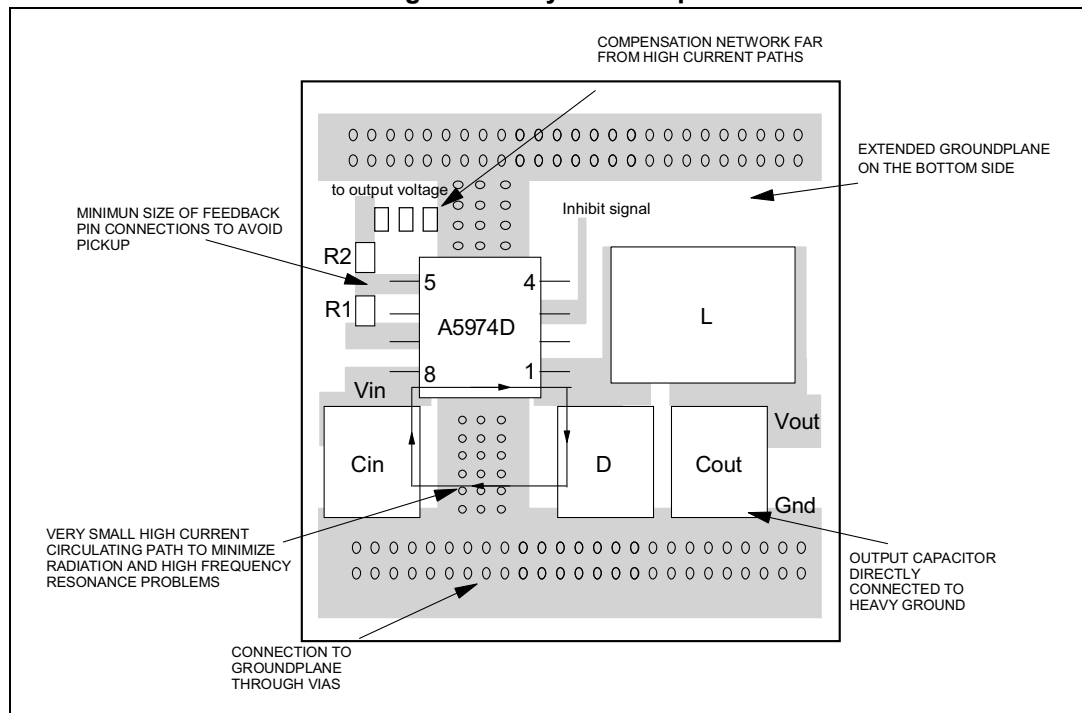 COMPENSATION NETWORK FAR
FROM HIGH CURRENT PATHS
EXTENDED GROUNDPLANE
ON THE BOTTOM SIDE
to output voltage
Inhibit signal
MINIMUN SIZE OF FEEDBACK
PIN CONNECTIONS TO AVOID
PICKUP
R2
5
4
R1
A5974D
L
8
1
Vin
Vout
Cin
D
Cout
Gnd
VERY SMALL HIGH CURRENT
CIRCULATING PATH TO MINIMIZE
RADIATION AND HIGH FREQUENCY
RESONANCE PROBLEMS
OUTPUT CAPACITOR
DIRECTLY
CONNECTED TO
HEAVY GROUND
CONNECTION TO
GROUNDPLANE
THROUGH VIAS